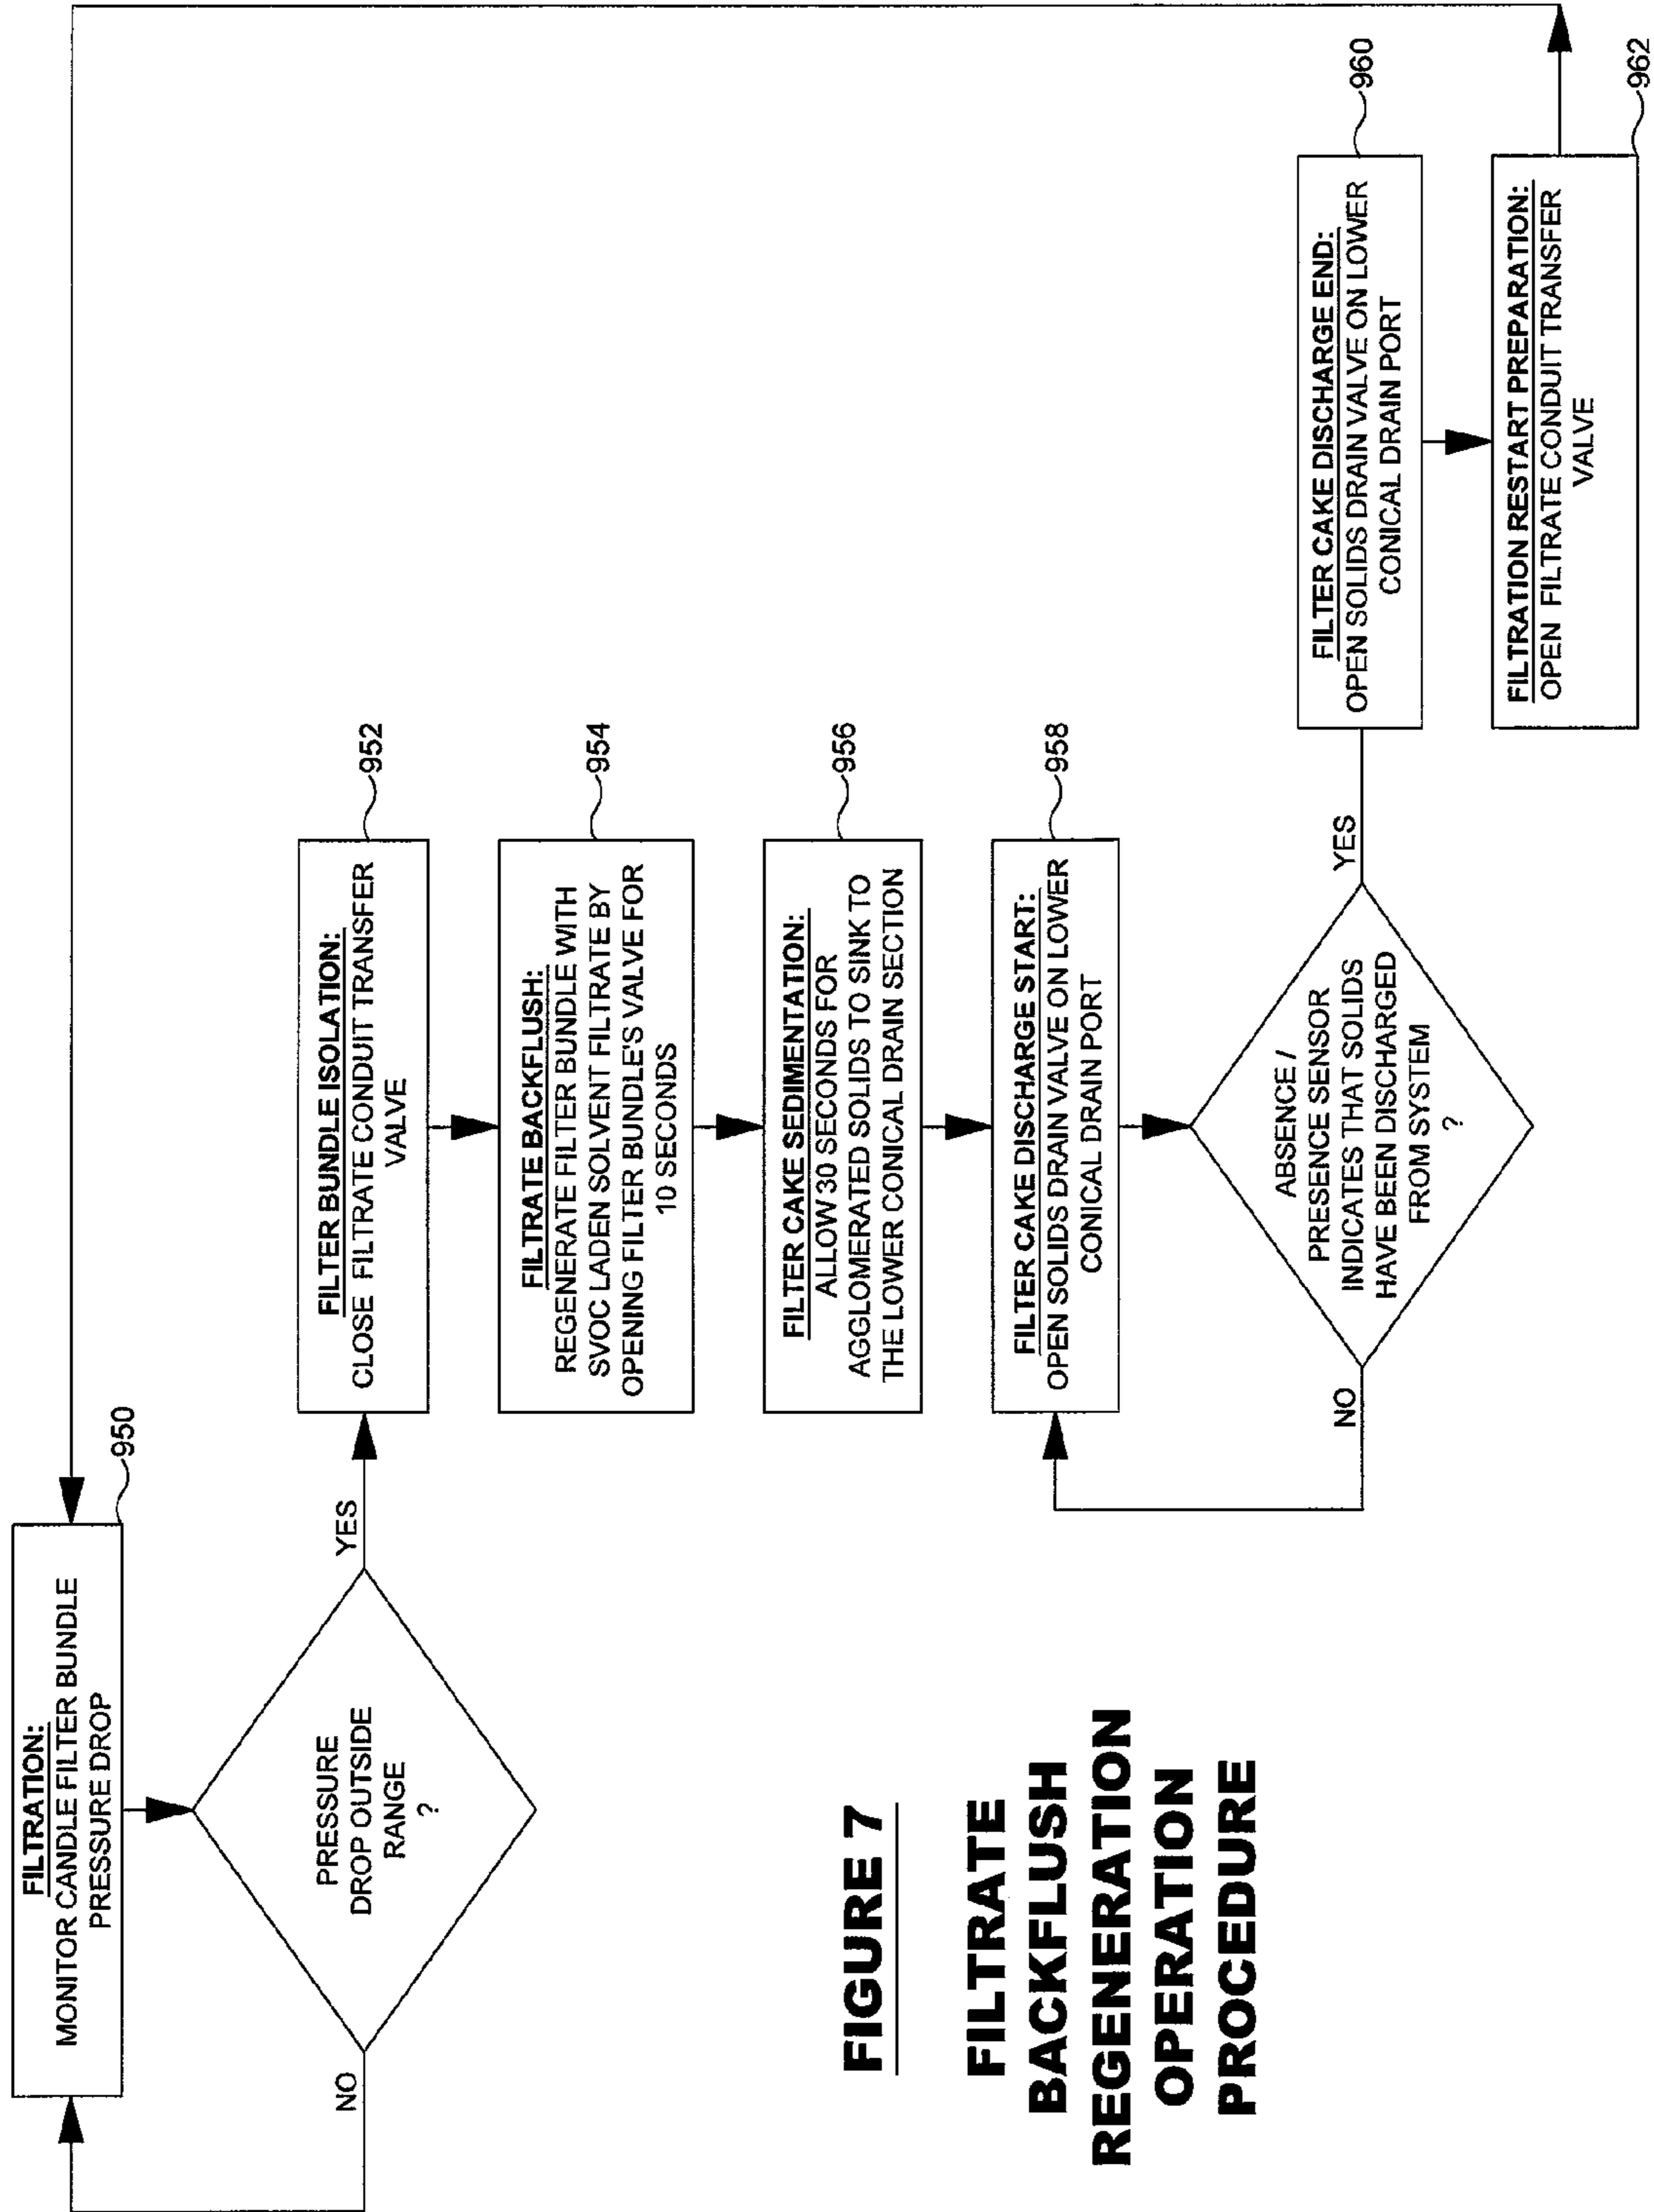 FILTRATION:
MONITOR CANDLE FILTER BUNDLE
PRESSURE DROP
950
PRESSURE
DROP OUTSIDE
RANGE
?
NO
YES
FILTER BUNDLE ISOLATION:
CLOSE FILTRATE CONDUIT TRANSFER
VALVE
952
FILTRATE BACKFLUSH:
REGENERATE FILTER BUNDLE WITH
SVOC LADEN SOLVENT FILTRATE BY
OPENING FILTER BUNDLE'S VALVE FOR
10 SECONDS
954
FILTER CAKE SEDIMENTATION:
ALLOW 30 SECONDS FOR
AGGLOMERATED SOLIDS TO SINK TO
THE LOWER CONICAL DRAIN SECTION
956
FILTER CAKE DISCHARGE START:
OPEN SOLIDS DRAIN VALVE ON LOWER
CONICAL DRAIN PORT
958
ABSENCE /
PRESENCE SENSOR
INDICATES THAT SOLIDS
HAVE BEEN DISCHARGED
FROM SYSTEM
?
NO
YES
FILTER CAKE DISCHARGE END:
OPEN SOLIDS DRAIN VALVE ON LOWER
CONICAL DRAIN PORT
960
FILTRATION RESTART PREPARATION:
OPEN FILTRATE CONDUIT TRANSFER
VALVE
962
FIGURE 7
FILTRATE
BACKFLUSH
REGENERATION
OPERATION
PROCEDURE